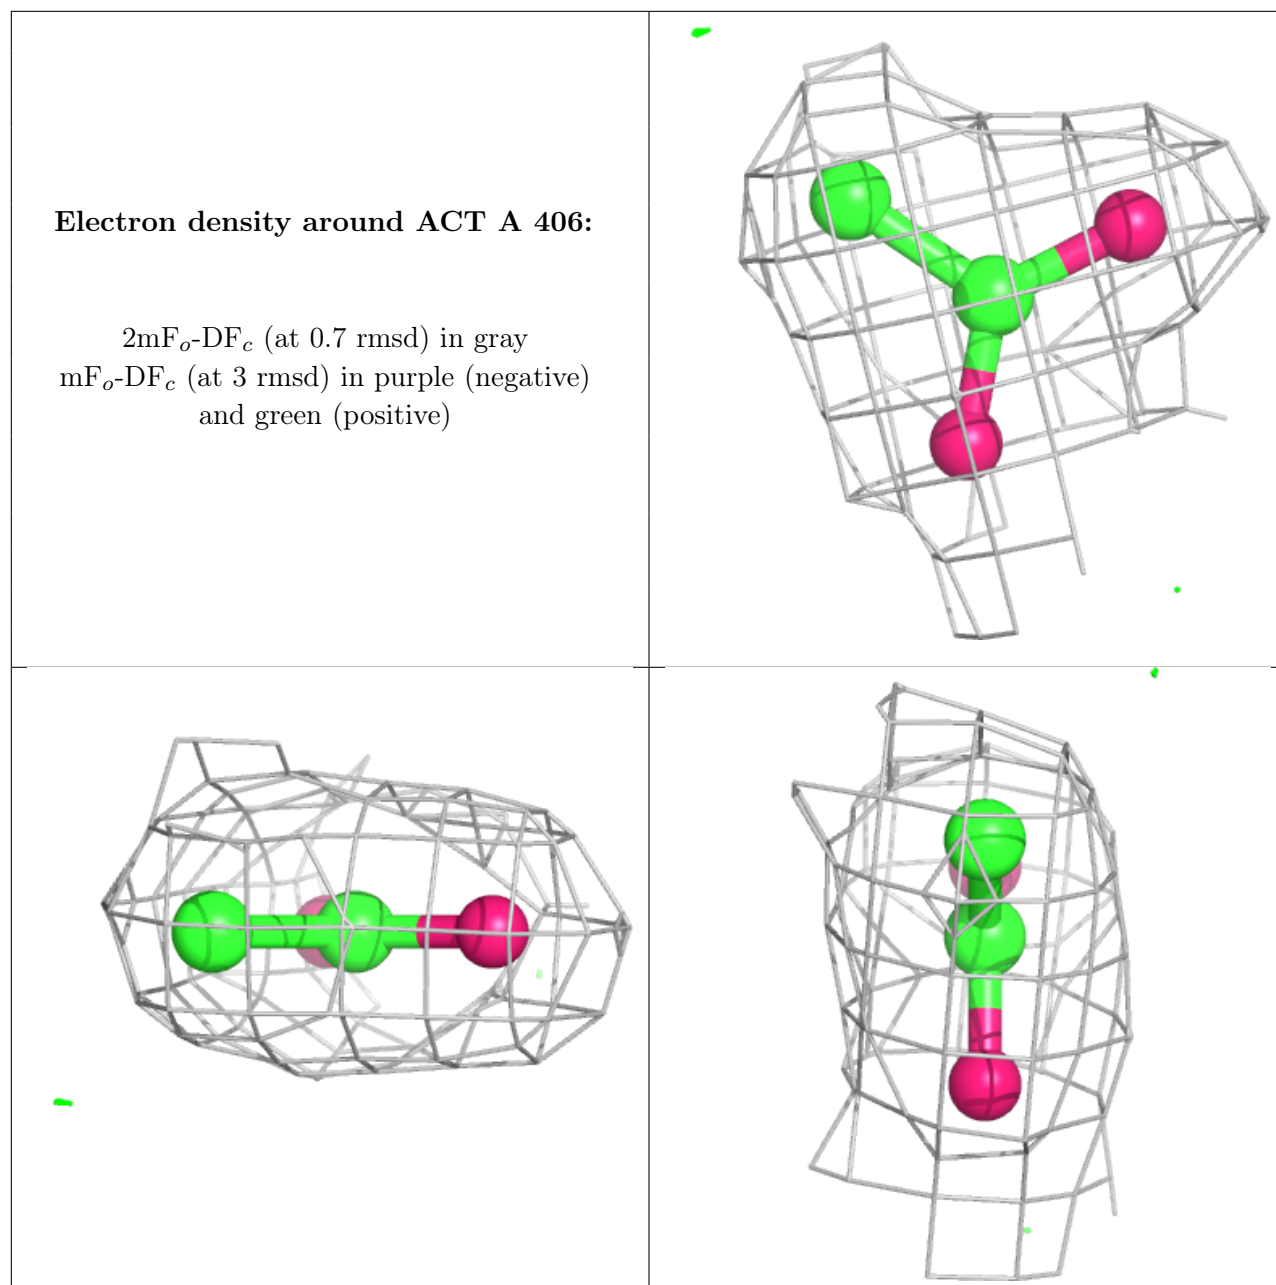 Electron density around ACT A 406:
2mFo-DFc (at 0.7 rmsd) in gray
mFo-DFc (at 3 rmsd) in purple (negative)
and green (positive)